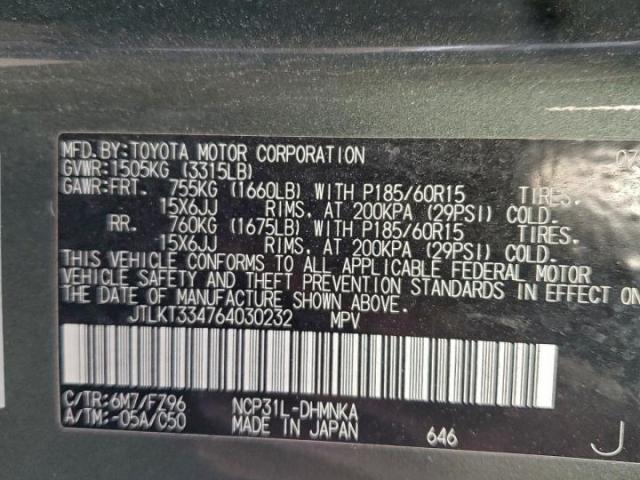 MFD.BY:TOYOTA MOTOR CORPORATION
GVWR:1505KG (3315LB)
GAWR:FRT. 755KG (1660LB) WITH P185/60R15 TIRES.
15X6JJ RIMS. AT 200KPA (29PSI) COLD.
RR. 760KG (1675LB) WITH P185/60R15 TIRES.
15X6JJ RIMS. AT 200KPA (29PSI) COLD.
THIS VEHICLE CONFORMS TO ALL APPLICABLE FEDERAL MOTOR
VEHICLE SAFETY AND THEFT PREVENTION STANDARDS IN EFFECT ON
THE DATE OF MANUFACTURE SHOWN ABOVE.
JTLKT334764030232 MPV
C/TR:6M7/FZ96 NCP31L-DHMNKA
A/TM:-05A/C50 MADE IN JAPAN 646 J